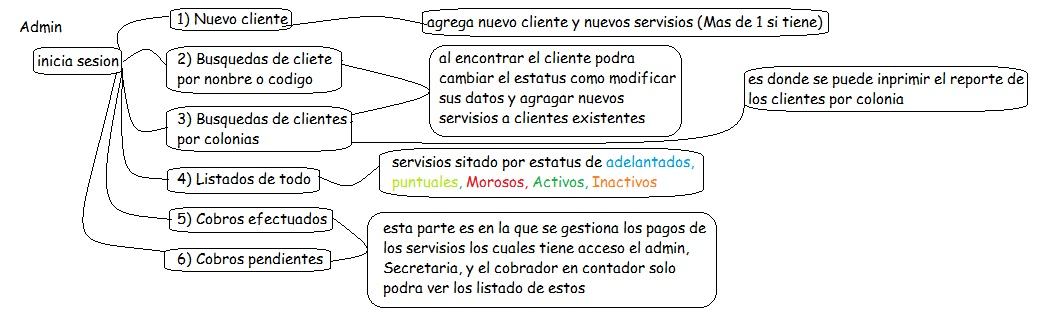 Admin
inicia sesion
1) Nuevo cliente
agrega nuevo cliente y nuevos servisios (Mas de 1 si tiene)
2) Busquedas de cliete
por nonbre o codigo
al encontrar el cliente podra
cambiar el estatus como modificar
sus datos y agragar nuevos
servisios a clientes existentes
3) Busquedas de clientes
por colonias
es donde se puede inprimir el reporte de
los clientes por colonia
4) Listados de todo
servisios sitado por estatus de adelantados,
puntuales, Morosos, Activos, Inactivos
5) Cobros efectuados
6) Cobros pendientes
esta parte es en la que se gestiona los pagos de
los servisios los cuales tiene acceso el admin,
Secretaria, y el cobrador en contador solo
podra ver los listado de estos